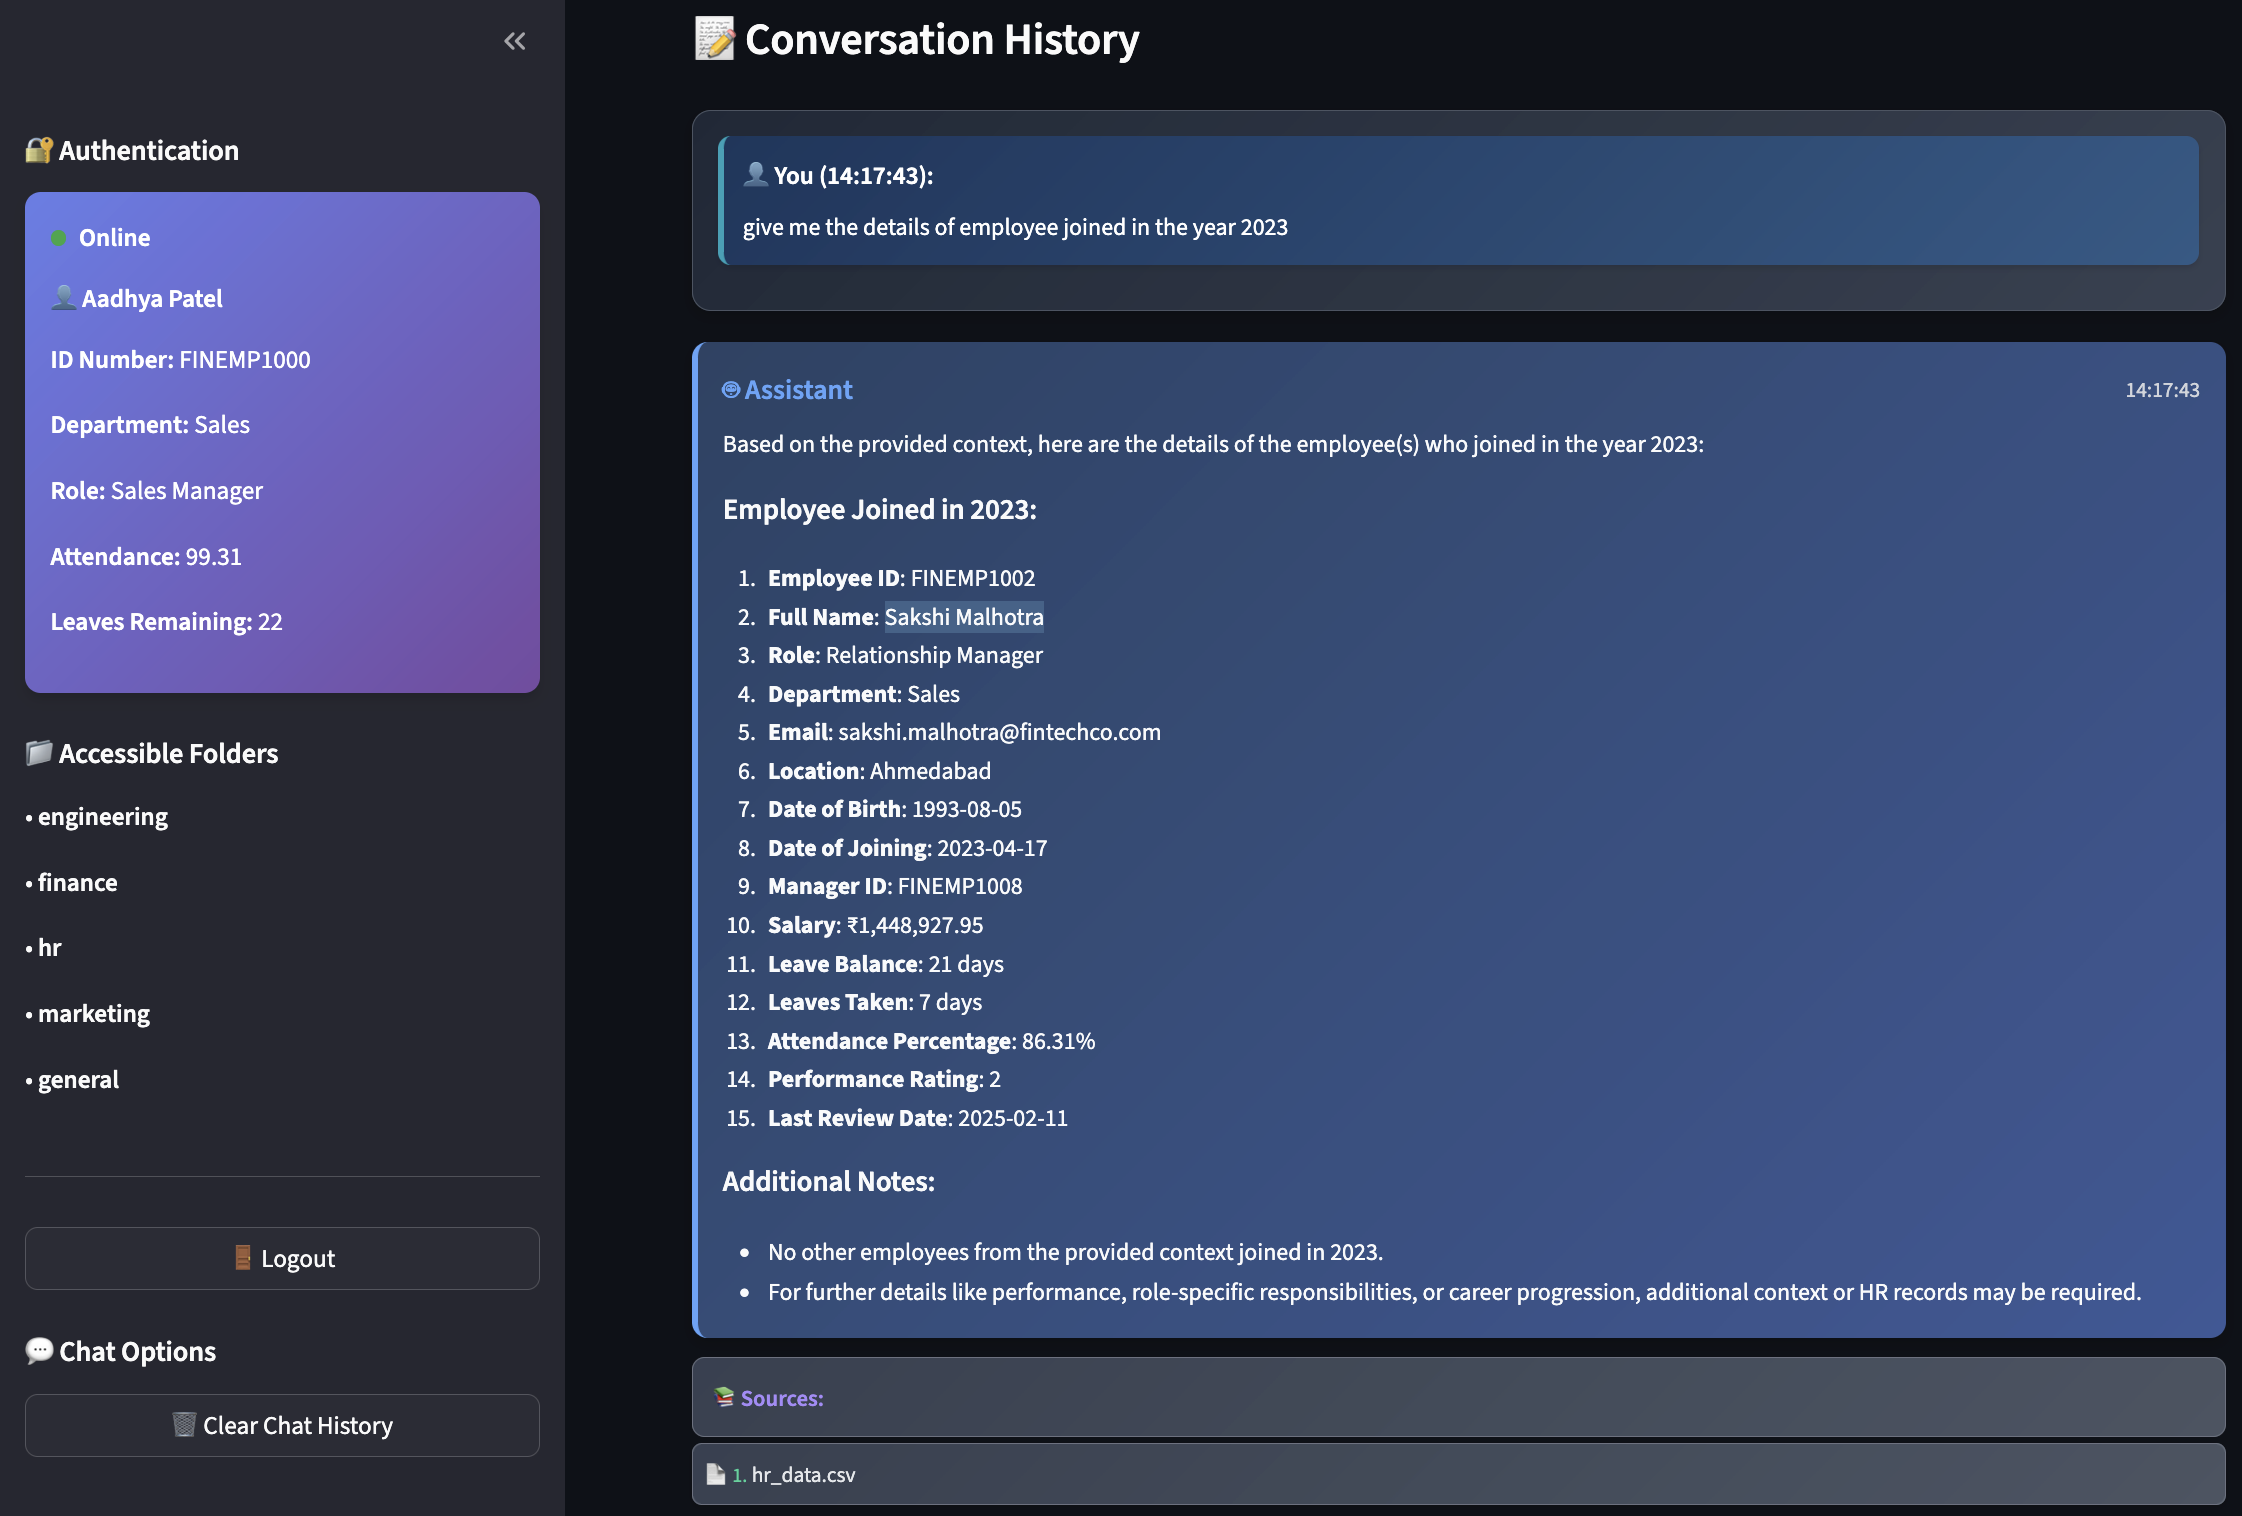 Authentication
Online
Aadhya Patel
ID Number: FINEMP1000
Department: Sales
Role: Sales Manager
Attendance: 99.31
Leaves Remaining: 22
Accessible Folders
• engineering
• finance
• hr
• marketing
• general
Logout
Chat Options
Clear Chat History
Conversation History
You (14:17:43):
give me the details of employee joined in the year 2023
Assistant 14:17:43
Based on the provided context, here are the details of the employee(s) who joined in the year 2023:
Employee Joined in 2023:
1. Employee ID: FINEMP1002
2. Full Name: Sakshi Malhotra
3. Role: Relationship Manager
4. Department: Sales
5. Email: sakshi.malhotra@fintechco.com
6. Location: Ahmedabad
7. Date of Birth: 1993-08-05
8. Date of Joining: 2023-04-17
9. Manager ID: FINEMP1008
10. Salary: ₹1,448,927.95
11. Leave Balance: 21 days
12. Leaves Taken: 7 days
13. Attendance Percentage: 86.31%
14. Performance Rating: 2
15. Last Review Date: 2025-02-11
Additional Notes:
• No other employees from the provided context joined in 2023.
• For further details like performance, role-specific responsibilities, or career progression, additional context or HR records may be required.
Sources:
1. hr_data.csv